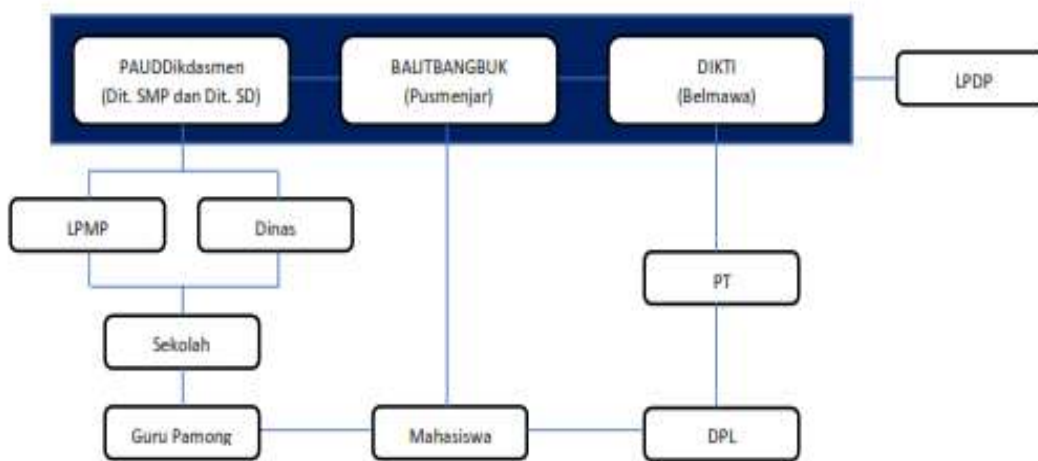 PAUDDikdasmen
(Dit. SMP dan Dit. SD)
BALITBANGBUK
(Pusmenjar)
DIKTI
(Belmawa)
LPDP
LPMP
Dinas
PT
Sekolah
Guru Pamong
Mahasiswa
DPL